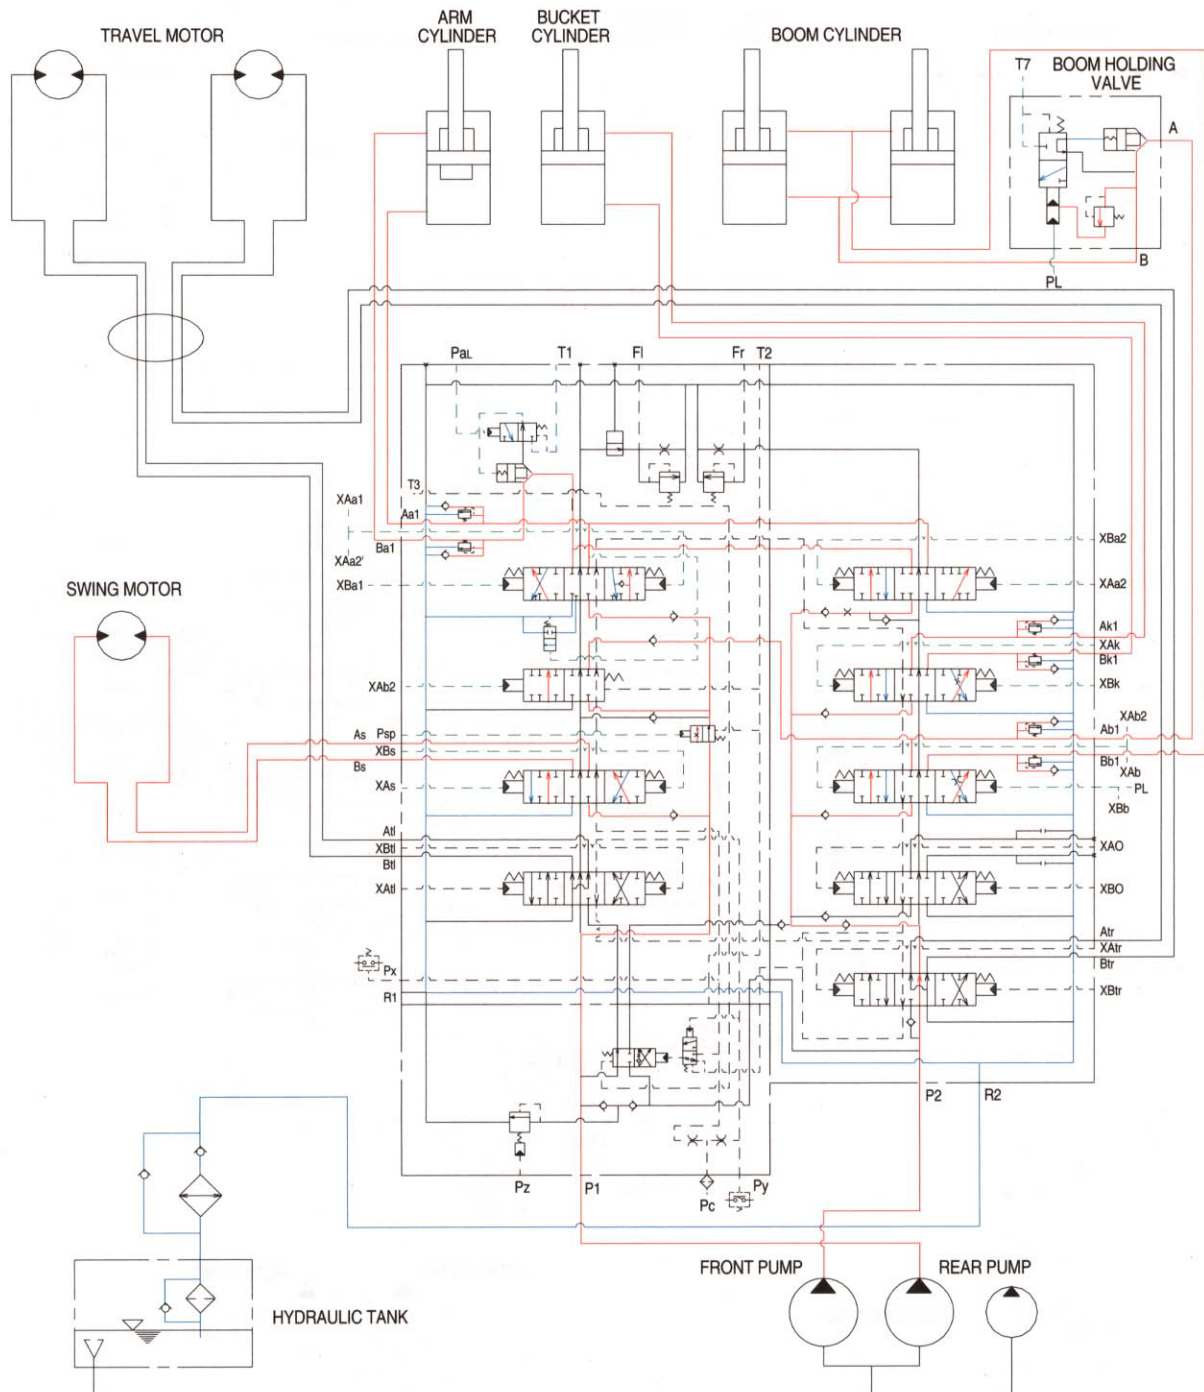 TRAVEL MOTOR
ARM
CYLINDER
BUCKET
CYLINDER
BOOM CYLINDER
T7
BOOM HOLDING
VALVE
A
B
PL
PaL
T1
Fl
Fr
T2
T3
XAa1
Aa1
Ba1
XAa2'
XBa1
XBa2
XAa2
SWING MOTOR
Ak1
XAk
Bk1
XBk
XAb2
XAb2
As
Psp
XBs
Bs
XAs
Ab1
Bb1
XAb
PL
XBb
Atl
XBtl
Btl
XAtl
XAO
XBO
Atr
XAtr
Btr
XBtr
Px
R1
P2
R2
Pz
P1
Pc
Py
FRONT PUMP
REAR PUMP
HYDRAULIC TANK